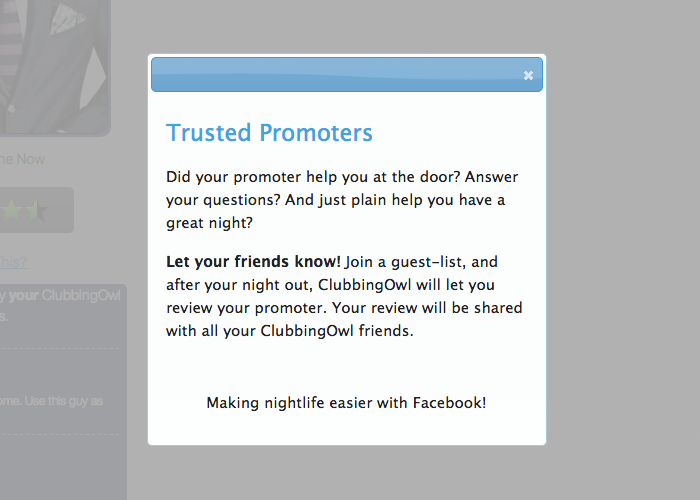 Trusted Promoters
Did your promoter help you at the door? Answer
your questions? And just plain help you have a
great night?
Let your friends know! Join a guest-list, and
after your night out, ClubbingOwl will let you
review your promoter. Your review will be shared
with all your ClubbingOwl friends.
Making nightlife easier with Facebook!
Now
This?
your ClubbingOwl
Use this guy as